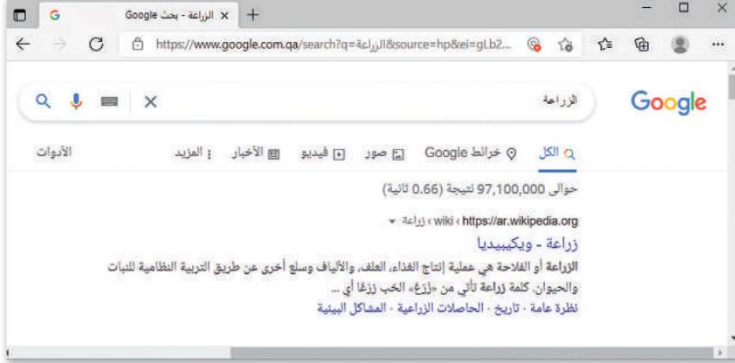 الزراعة - بحث Google
https://www.google.com.qa/search?q=الزراعة&source=hp&ei=gLb2...
Google
الزراعة
الكل خرائط Google صور فيديو الأخبار المزيد الأدوات
حوالى 97,100,000 نتيجة (0.66 ثانية)
https://ar.wikipedia.org › wiki › زراعة
زراعة - ويكيبيديا
الزراعة أو الفلاحة هي عملية إنتاج الغذاء، العلف، والألياف وسلع أخرى عن طريق التربية النظامية للنبات
والحيوان. كلمة زراعة تأتي من «زَرَعَ» الحَب زرَعًا أي ...
نظرة عامة · تاريخ · الحاصلات الزراعية · المشاكل البيئية